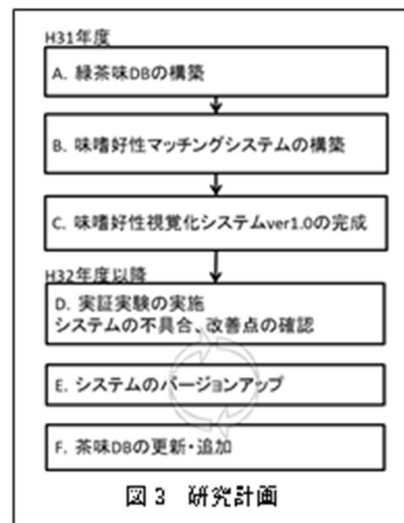 H31年度
A. 緑茶味DBの構築
B. 味嗜好性マッチングシステムの構築
C. 味嗜好性視覚化システムver1.0の完成
H32年度以降
D. 実証実験の実施
システムの不具合、改善点の確認
E. システムのバージョンアップ
F. 茶味DBの更新・追加
図3 研究計画